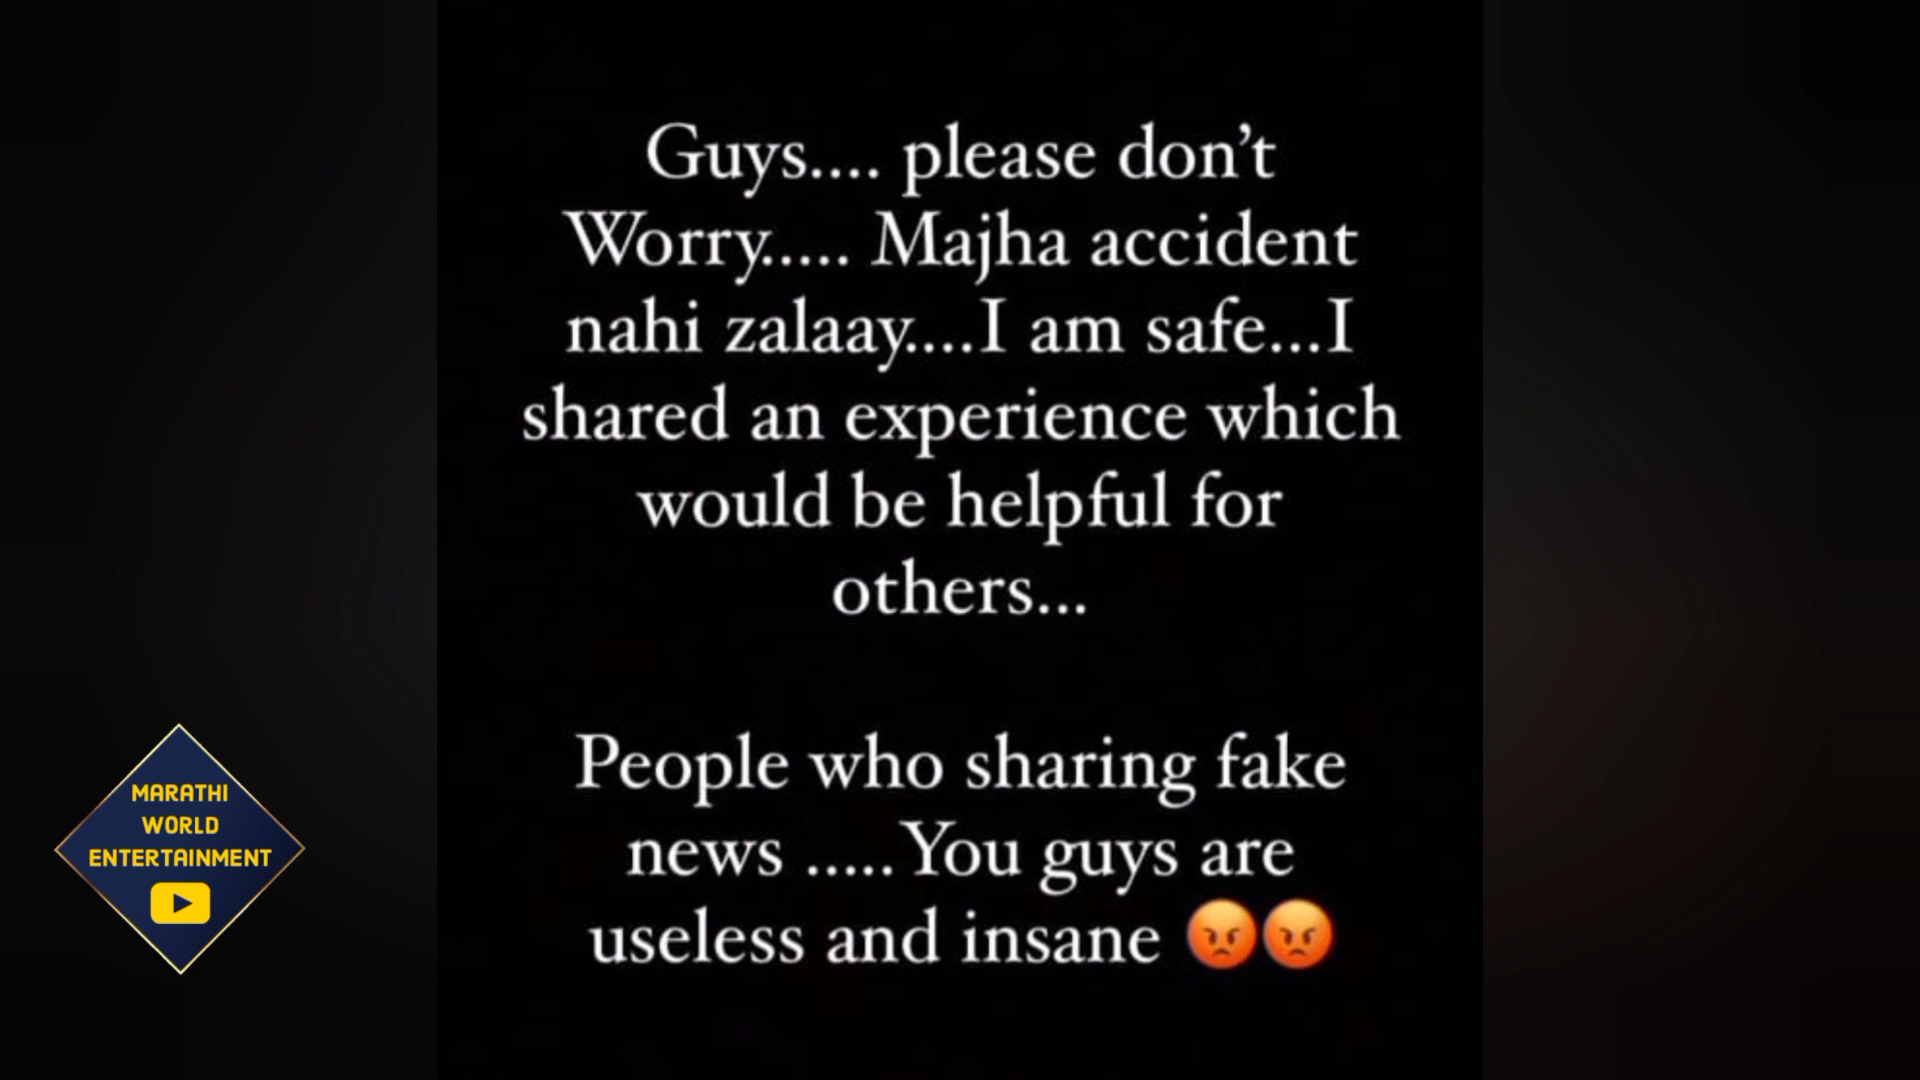 Guys.... please don't
Worry..... Majha accident
nahi zalaay....I am safe...I
shared an experience which
would be helpful for
others...
People who sharing fake
news ..... You guys are
useless and insane 😡😡
MARATHI
WORLD
ENTERTAINMENT